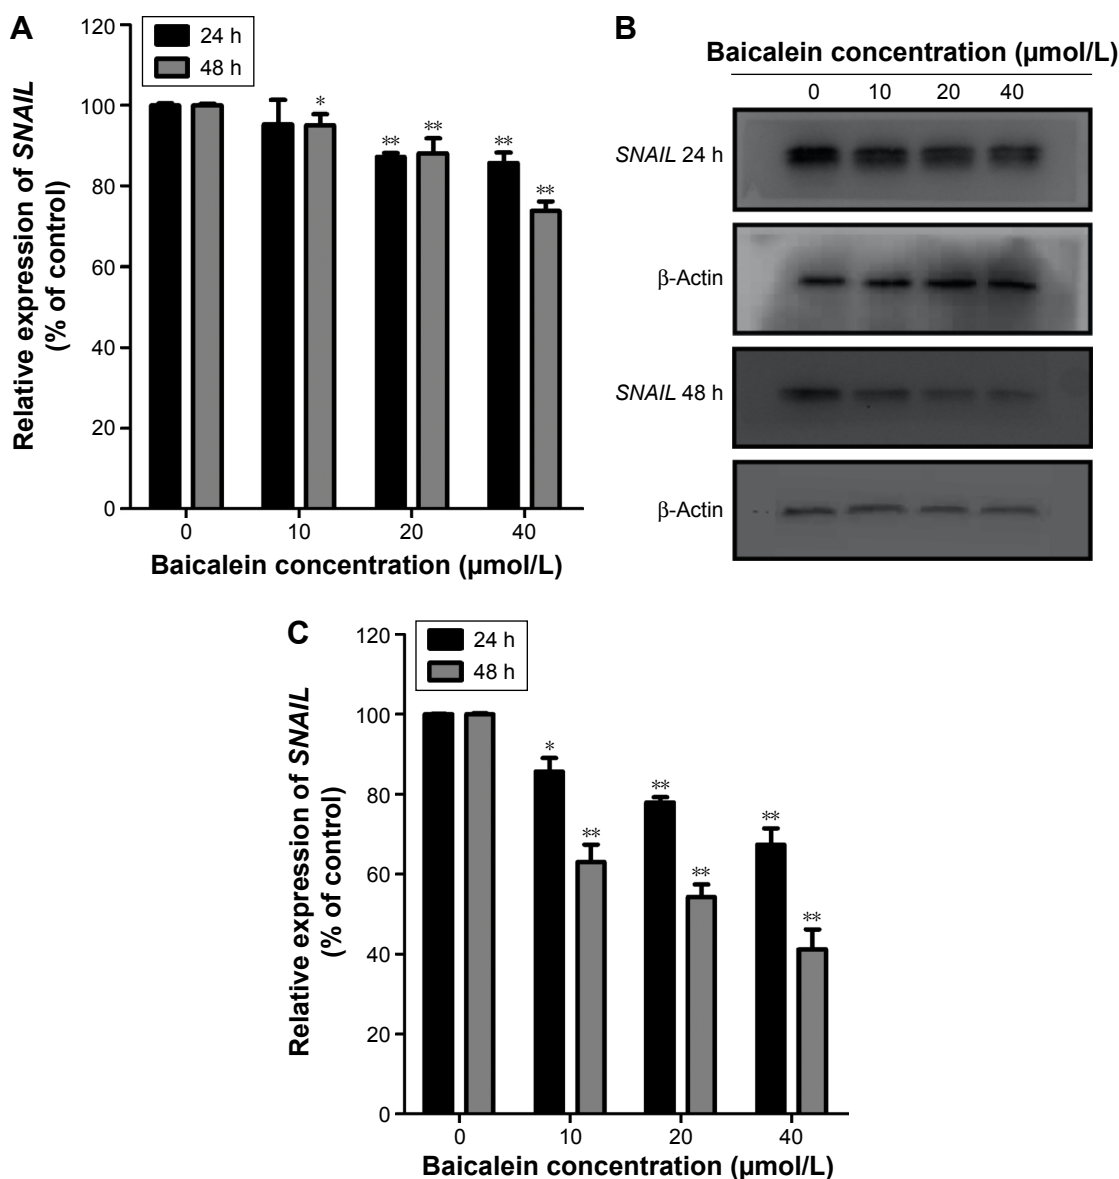 A
120
100
80
60
40
20
0
Relative expression of SNAIL
(% of control)
24 h
48 h
*
**
**
**
**
0 10 20 40
Baicalein concentration (µmol/L)
B
Baicalein concentration (µmol/L)
0 10 20 40
SNAIL 24 h
β-Actin
SNAIL 48 h
β-Actin
C
120
100
80
60
40
20
0
Relative expression of SNAIL
(% of control)
24 h
48 h
*
**
**
**
**
**
0 10 20 40
Baicalein concentration (µmol/L)